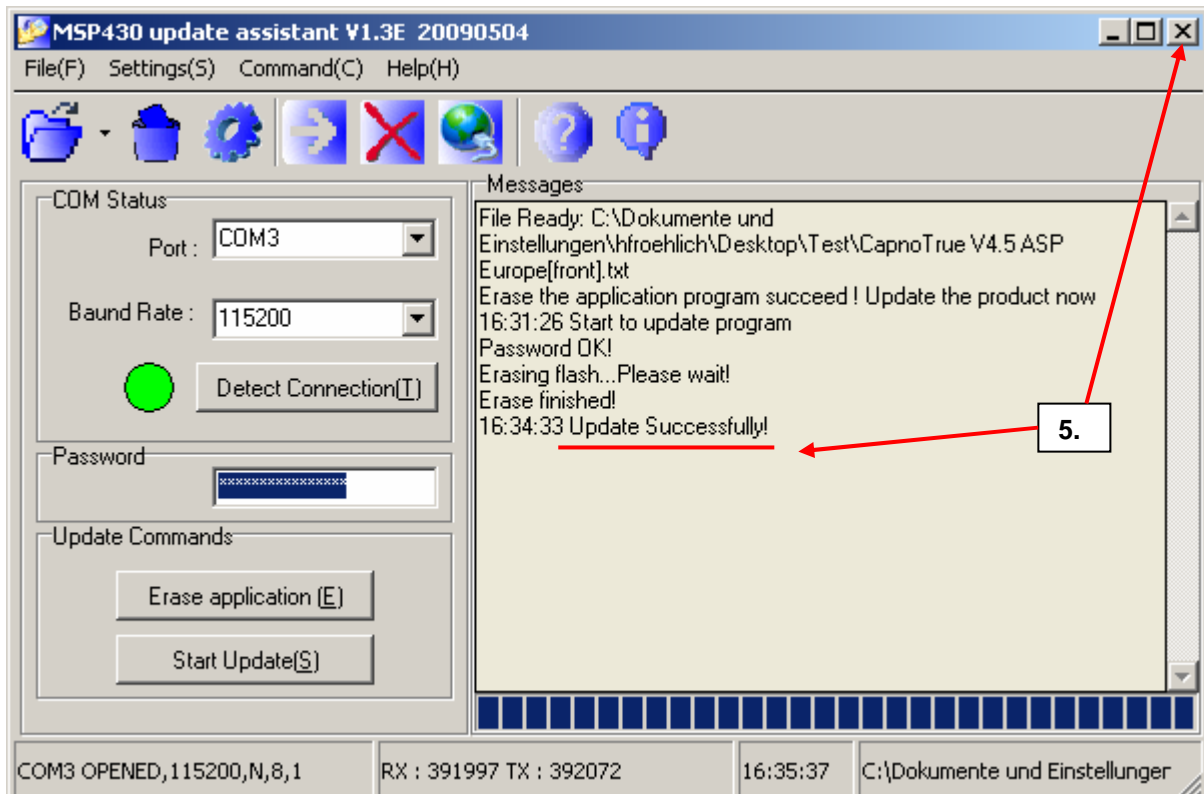 MSP430 update assistant V1.3E 20090504
File(F) Settings(S) Command(C) Help(H)
COM Status
Port :
COM3
Baund Rate :
115200
Detect Connection(T)
Password
****************
Update Commands
Erase application (E)
Start Update(S)
Messages
File Ready: C:\Dokumente und
Einstellungen\hfroehlich\Desktop\Test\CapnoTrue V4.5 ASP
Europe[front].txt
Erase the application program succeed ! Update the product now
16:31:26 Start to update program
Password OK!
Erasing flash...Please wait!
Erase finished!
16:34:33 Update Successfully!
5.
COM3 OPENED,115200,N,8,1
RX : 391997 TX : 392072
16:35:37
C:\Dokumente und Einstellunger